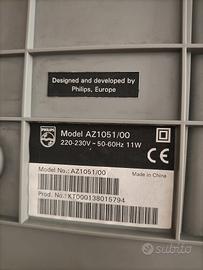 Designed and developed by
Philips, Europe
PHILIPS
Model AZ1051/00
220-230V ~ 50-60Hz 11W
CE
Model No.: AZ1051/00
Made in China
Prod. No.: KT000138015794
subito